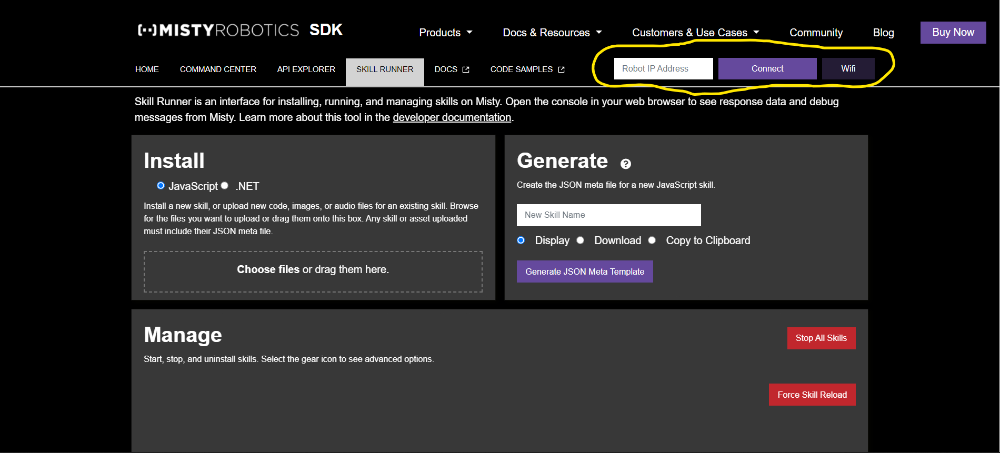 MISTYROBOTICS SDK
Products Docs & Resources Customers & Use Cases Community Blog Buy Now
HOME COMMAND CENTER API EXPLORER SKILL RUNNER DOCS CODE SAMPLES Robot IP Address Connect Wifi
Skill Runner is an interface for installing, running, and managing skills on Misty. Open the console in your web browser to see response data and debug
messages from Misty. Learn more about this tool in the developer documentation.
Install
JavaScript .NET
Install a new skill, or upload new code, images, or audio files for an existing skill. Browse
for the files you want to upload or drag them onto this box. Any skill or asset uploaded
must include their JSON meta file.
Choose files or drag them here.
Generate ?
Create the JSON meta file for a new JavaScript skill.
New Skill Name
Display Download Copy to Clipboard
Generate JSON Meta Template
Manage
Stop All Skills
Start, stop, and uninstall skills. Select the gear icon to see advanced options.
Force Skill Reload